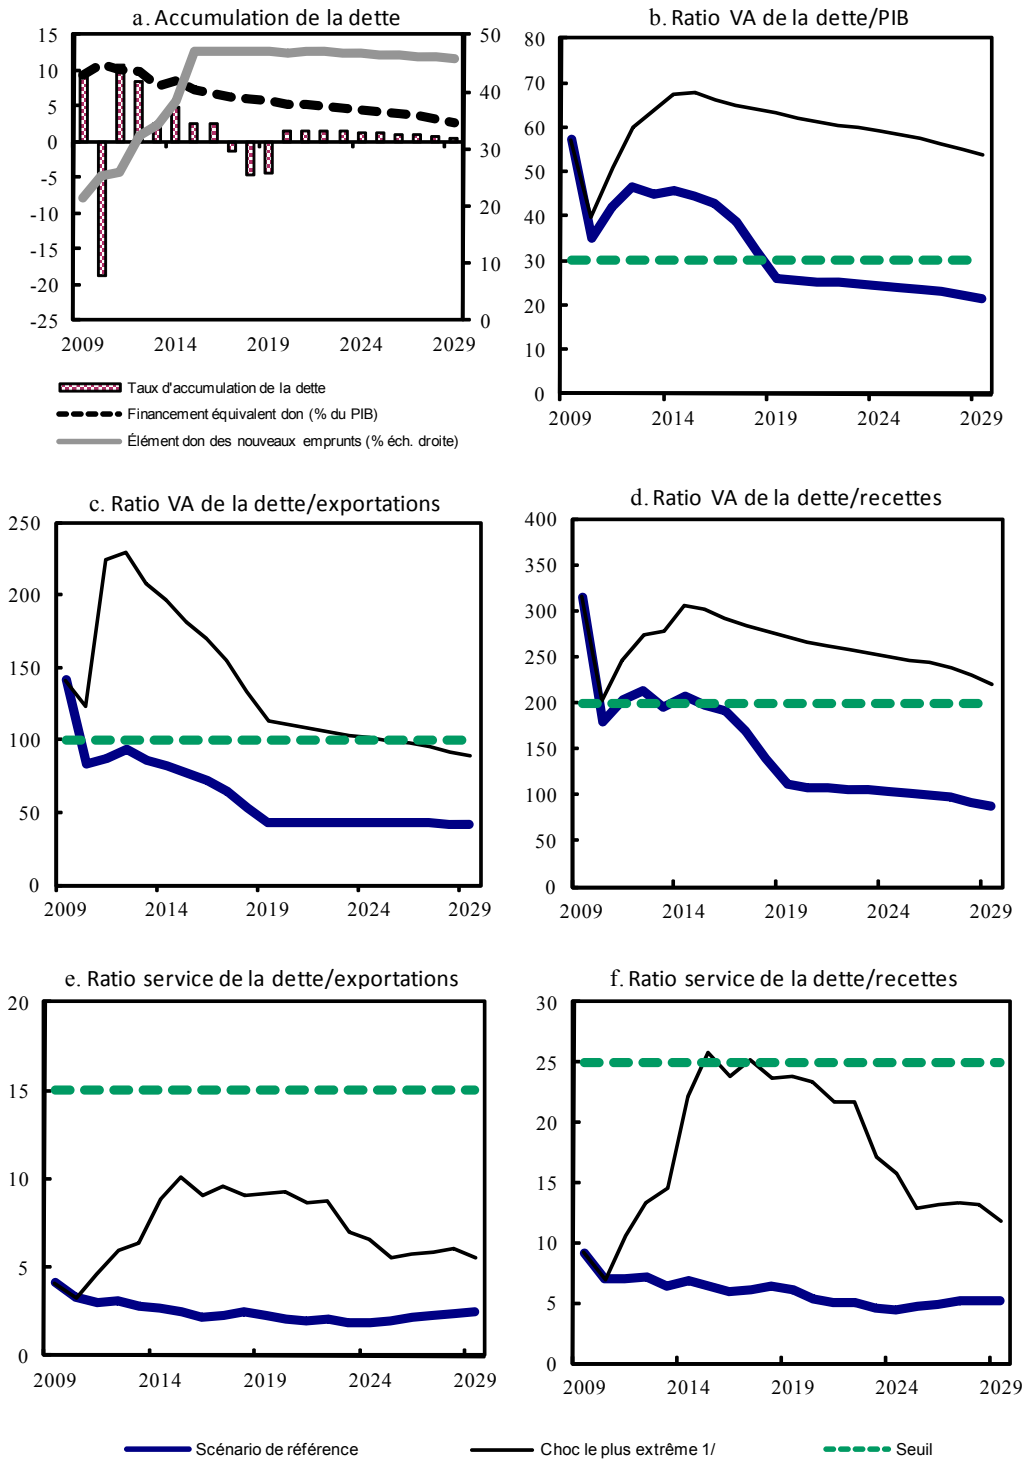 a. Accumulation de la dette
15
10
5
0
-5
-10
-15
-20
-25
50
40
30
20
10
0
2009 2014 2019 2024 2029
Taux d'accumulation de la dette
Financement équivalent don (% du PIB)
Élément don des nouveaux emprunts (% éch. droite)
b. Ratio VA de la dette/PIB
80
70
60
50
40
30
20
10
0
2009 2014 2019 2024 2029
c. Ratio VA de la dette/exportations
250
200
150
100
50
0
2009 2014 2019 2024 2029
d. Ratio VA de la dette/recettes
400
350
300
250
200
150
100
50
0
2009 2014 2019 2024 2029
e. Ratio service de la dette/exportations
20
15
10
5
0
2009 2014 2019 2024 2029
f. Ratio service de la dette/recettes
30
25
20
15
10
5
0
2009 2014 2019 2024 2029
Scénario de référence
Choc le plus extrême 1/
Seuil